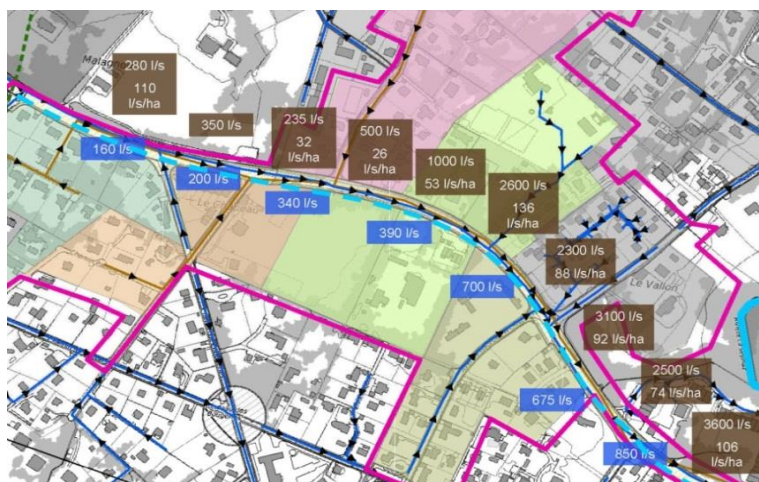 Malagnou
280 l/s
110
l/s/ha
350 l/s
235 l/s
32
l/s/ha
500 l/s
26
l/s/ha
160 l/s
200 l/s
340 l/s
1000 l/s
53 l/s/ha
2600 l/s
136
l/s/ha
390 l/s
2300 l/s
88 l/s/ha
Le Vallon
700 l/s
3100 l/s
92 l/s/ha
2500 l/s
74 l/s/ha
675 l/s
3600 l/s
106
l/s/ha
850 l/s